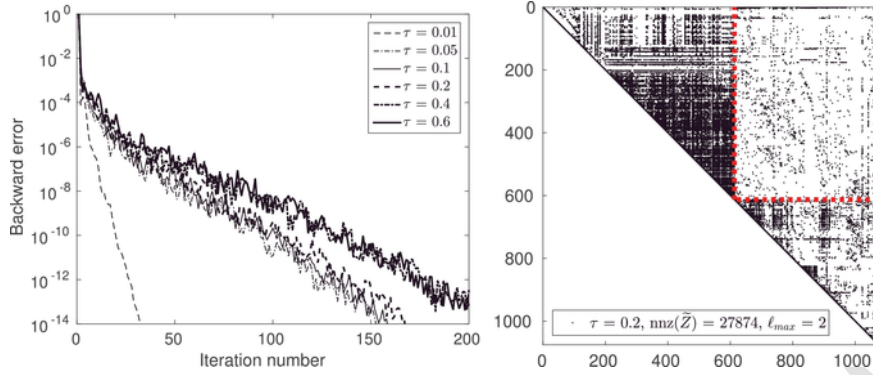 10^0
10^-2
10^-4
10^-6
10^-8
10^-10
10^-12
10^-14
Backward error
0 50 100 150 200
Iteration number
τ = 0.01
τ = 0.05
τ = 0.1
τ = 0.2
τ = 0.4
τ = 0.6
0
200
400
600
800
1000
0 200 400 600 800 1000
τ = 0.2, nnz(Z̃) = 27874, ℓ_max = 2